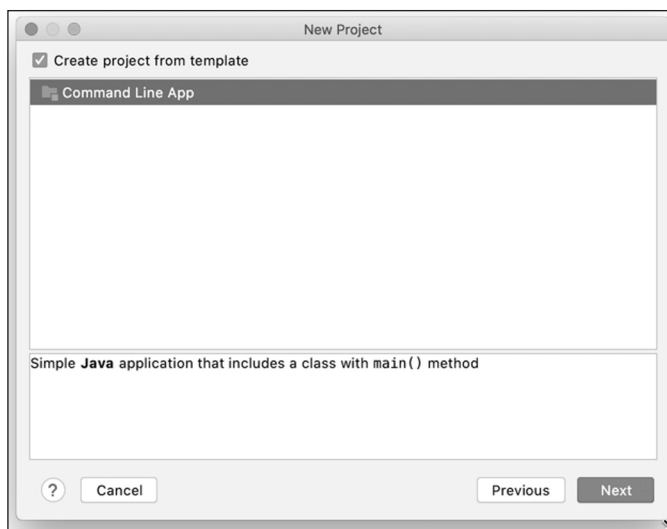 New Project
Create project from template
Command Line App
Simple Java application that includes a class with main() method
? Cancel Previous Next